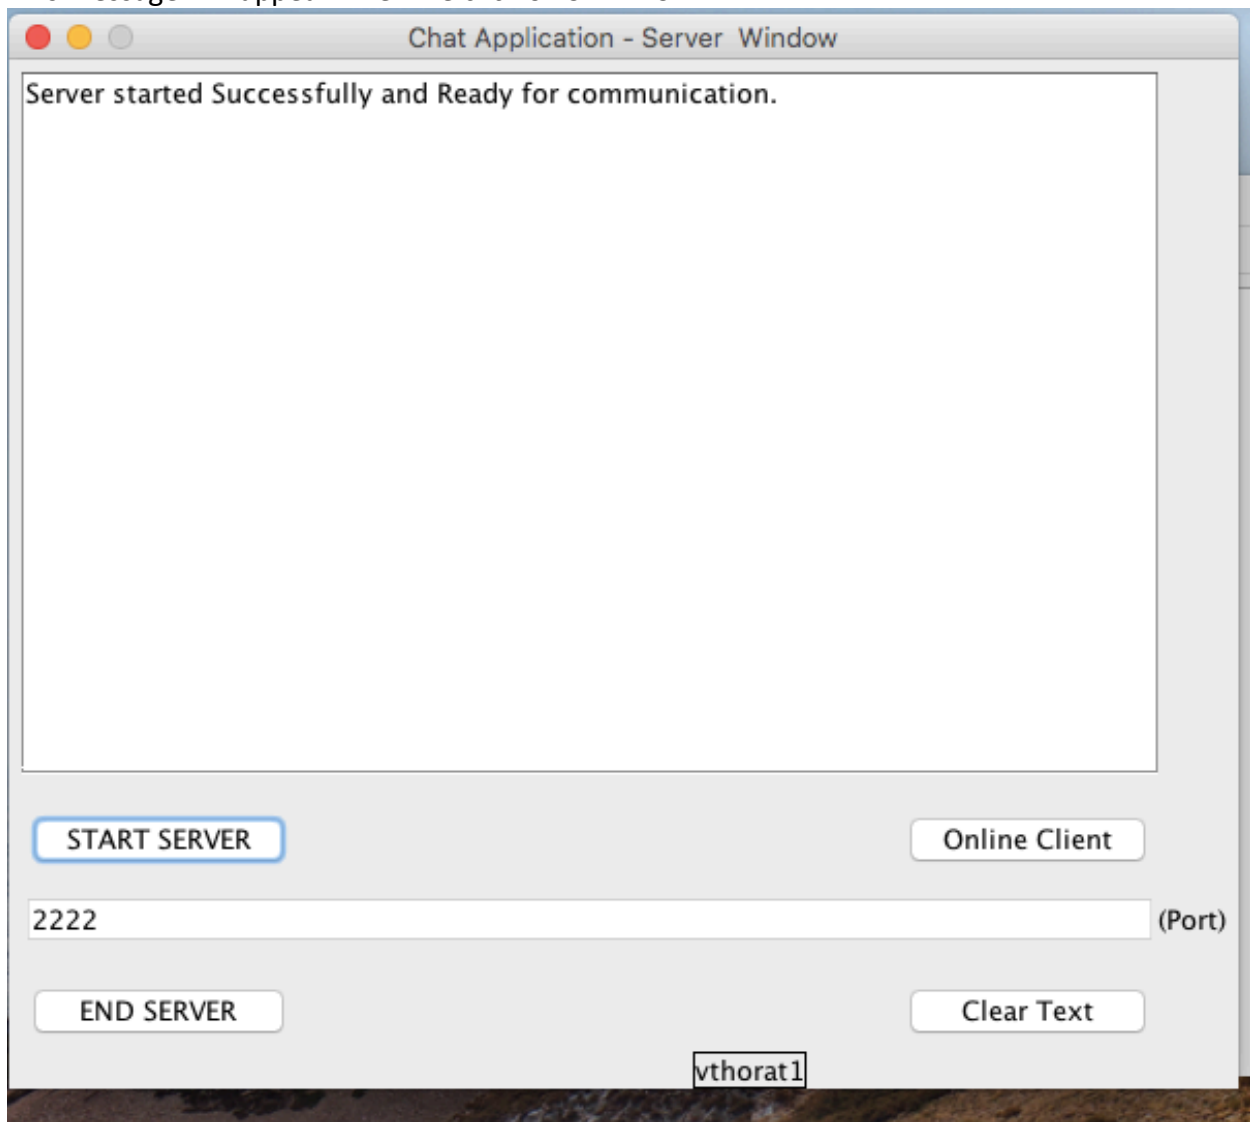 Chat Application - Server Window
Server started Successfully and Ready for communication.
START SERVER
Online Client
2222
(Port)
END SERVER
Clear Text
vthorat1